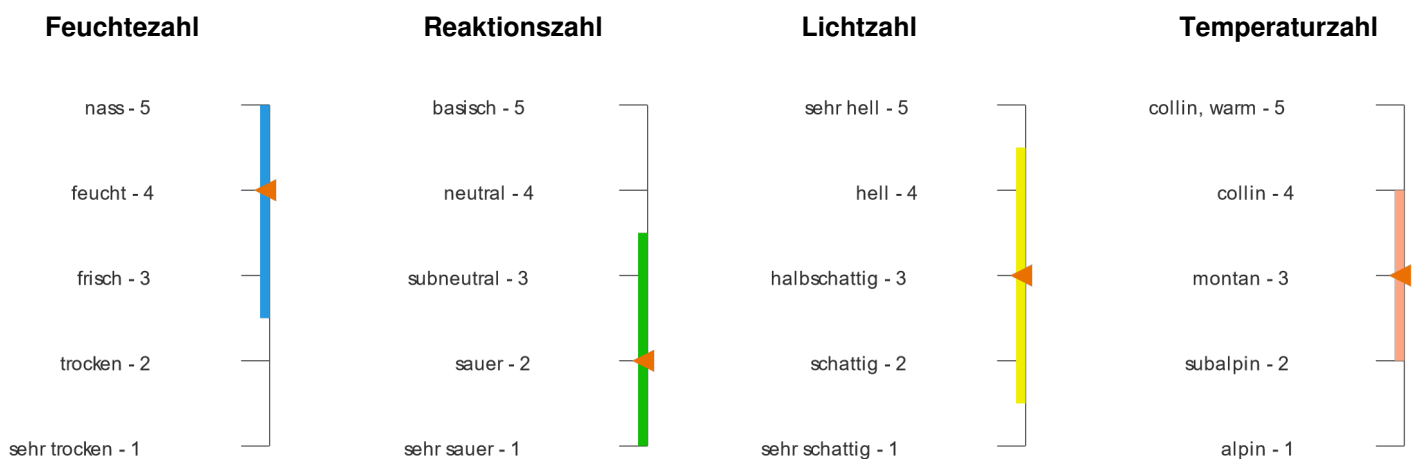 Feuchtezahl
nass - 5
feucht - 4
frisch - 3
trocken - 2
sehr trocken - 1
Reaktionszahl
basisch - 5
neutral - 4
subneutral - 3
sauer - 2
sehr sauer - 1
Lichtzahl
sehr hell - 5
hell - 4
halbschattig - 3
schattig - 2
sehr schattig - 1
Temperaturzahl
collin, warm - 5
collin - 4
montan - 3
subalpin - 2
alpin - 1